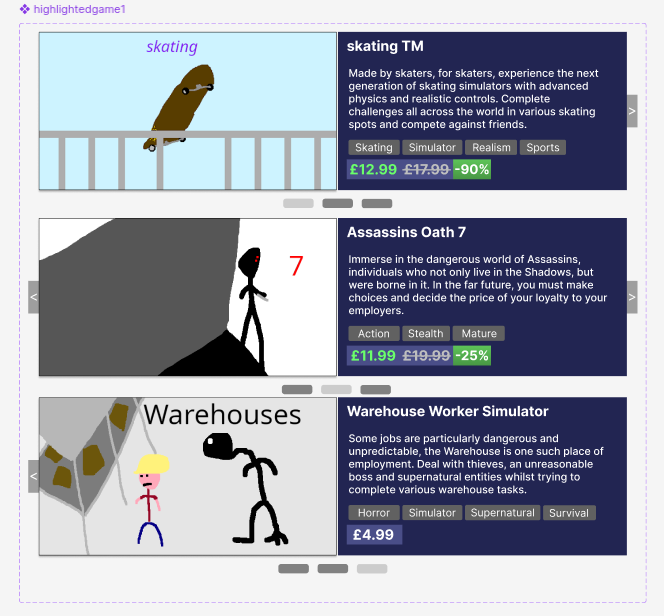 highlightedgame1
skating
skating TM
Made by skaters, for skaters, experience the next
generation of skating simulators with advanced
physics and realistic controls. Complete
challenges all across the world in various skating
spots and compete against friends.
Skating Simulator Realism Sports
£12.99 £17.99 -90%
>
7
Assassins Oath 7
Immerse in the dangerous world of Assassins,
individuals who not only live in the Shadows, but
were borne in it. In the far future, you must make
choices and decide the price of your loyalty to your
employers.
Action Stealth Mature
£11.99 £19.99 -25%
<
>
Warehouses
Warehouse Worker Simulator
Some jobs are particularly dangerous and
unpredictable, the Warehouse is one such place of
employment. Deal with thieves, an unreasonable
boss and supernatural entities whilst trying to
complete various warehouse tasks.
Horror Simulator Supernatural Survival
£4.99
<